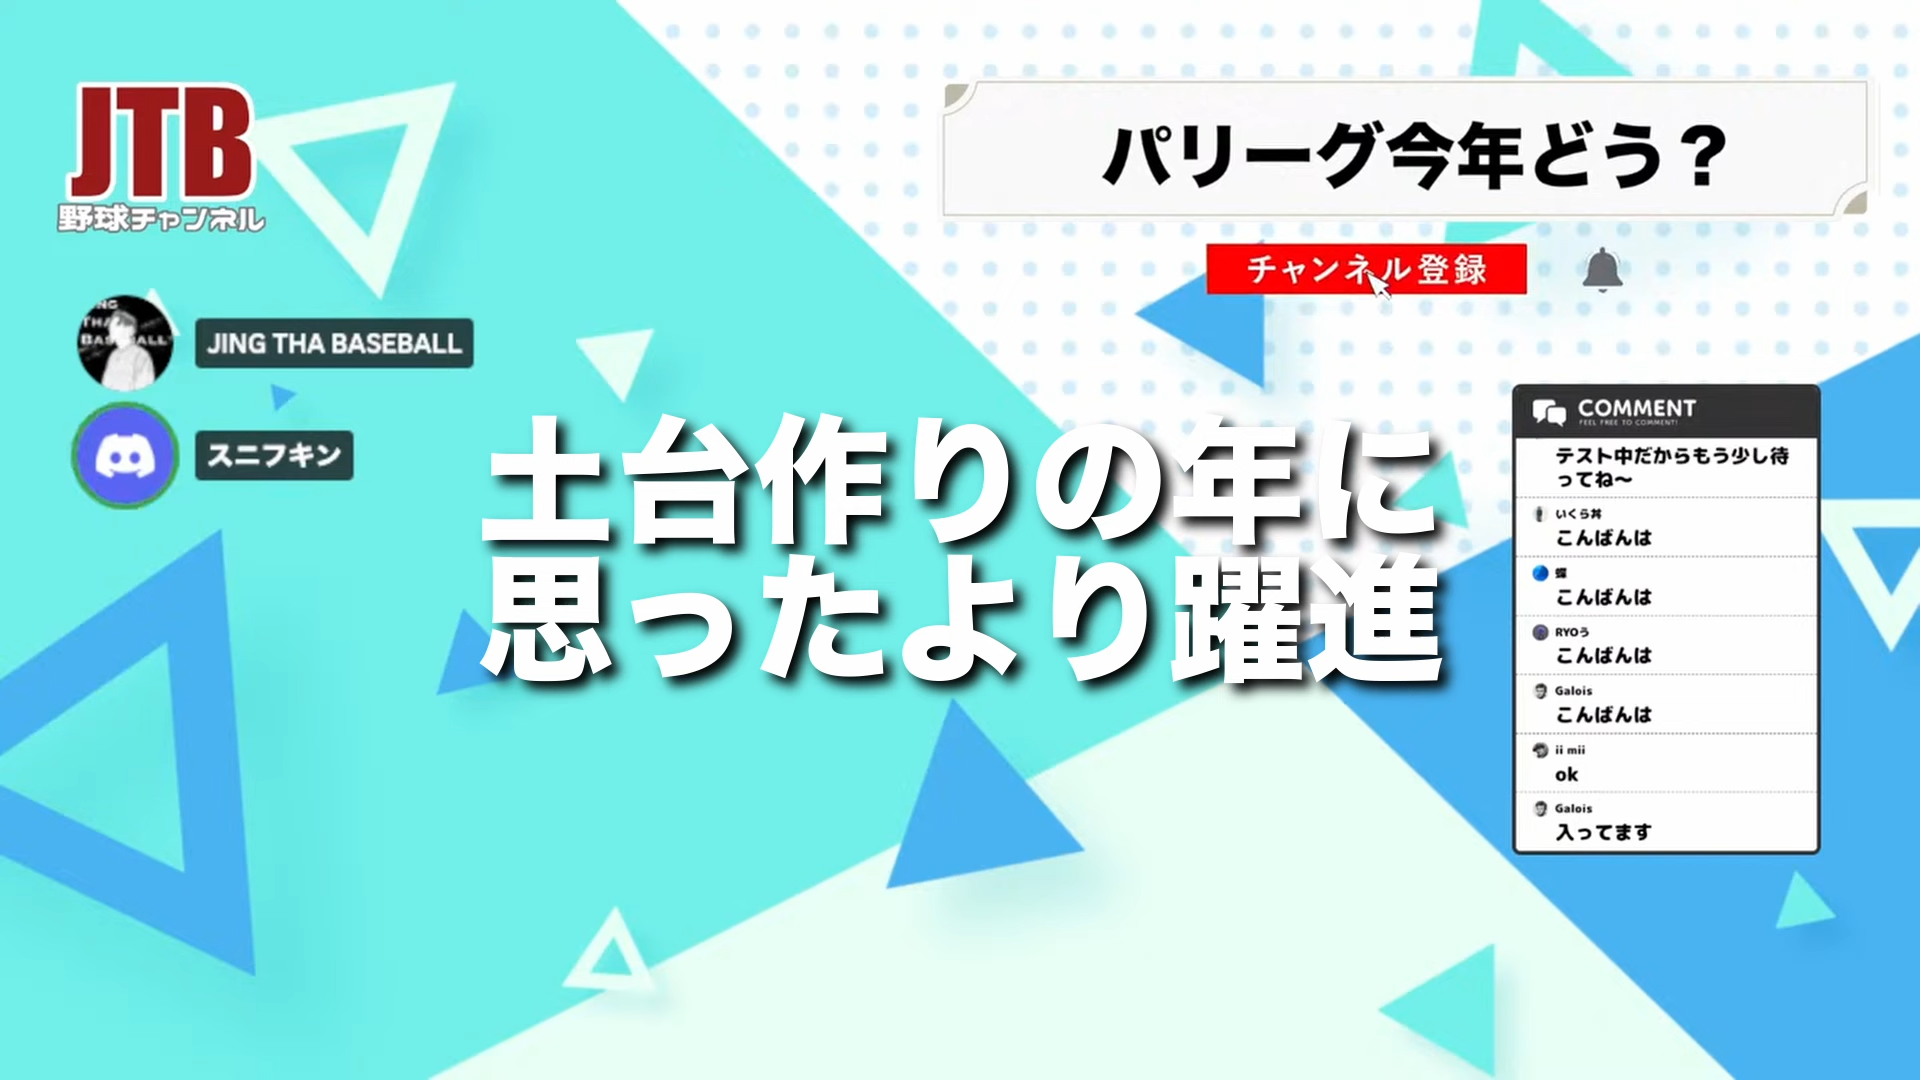 JTB
野球チャンネル
パリーグ今年どう？
チャンネル登録
JING THA BASEBALL
スニフキン
土台作りの年に
思ったより躍進
COMMENT
FEEL FREE TO COMMENT!
テスト中だからもう少し待
ってね〜
いくら丼
こんばんは
蝶
こんばんは
RYOう
こんばんは
Galois
こんばんは
ii mii
ok
Galois
入ってます